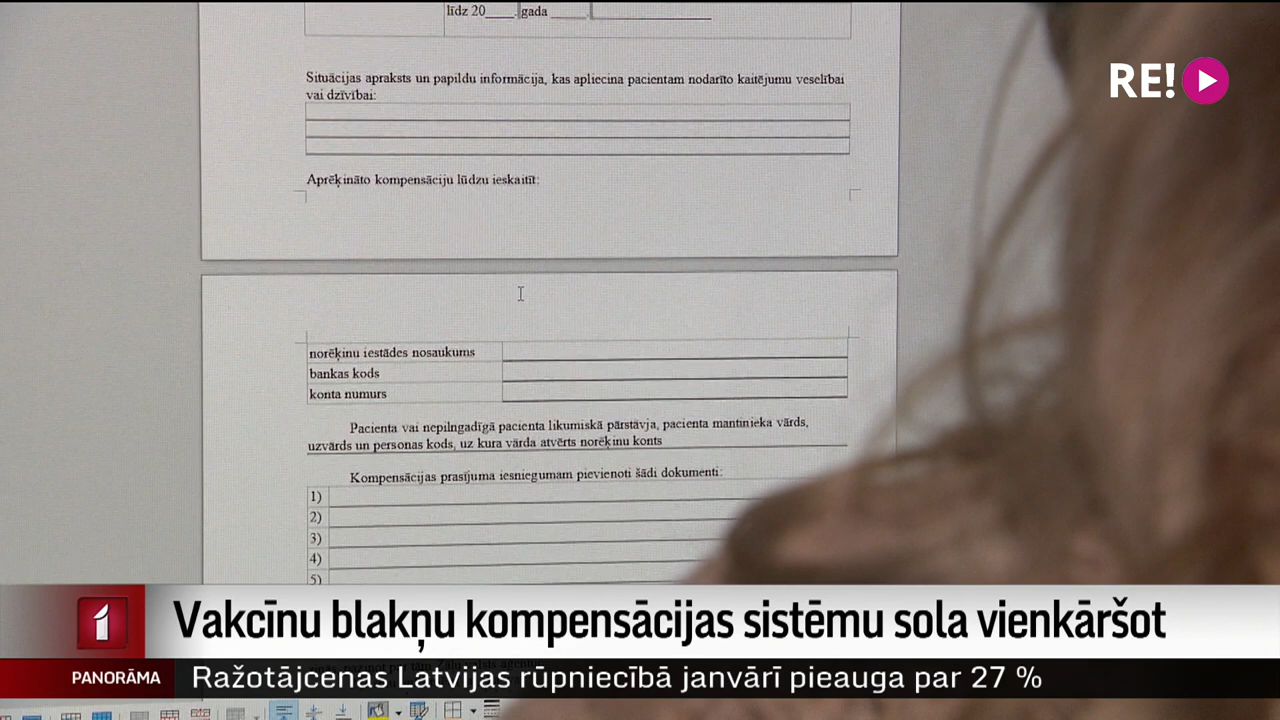 līdz 20____. gada _____. ____________
RE!
Situācijas apraksts un papildu informācija, kas apliecina pacientam nodarīto kaitējumu veselībai
vai dzīvībai:
Aprēķināto kompensāciju lūdzu ieskaitīt:
norēķinu iestādes nosaukums
bankas kods
konta numurs
Pacienta vai nepilngadīgā pacienta likumiskā pārstāvja, pacienta mantinieka vārds,
uzvārds un personas kods, uz kura vārda atvērts norēķinu konts
Kompensācijas prasījuma iesniegumam pievienoti šādi dokumenti:
1)
2)
3)
4)
5)
1 Vakcīnu blakņu kompensācijas sistēmu sola vienkāršot
PANORĀMA Ražotājcenas Latvijas rūpniecībā janvārī pieauga par 27 %